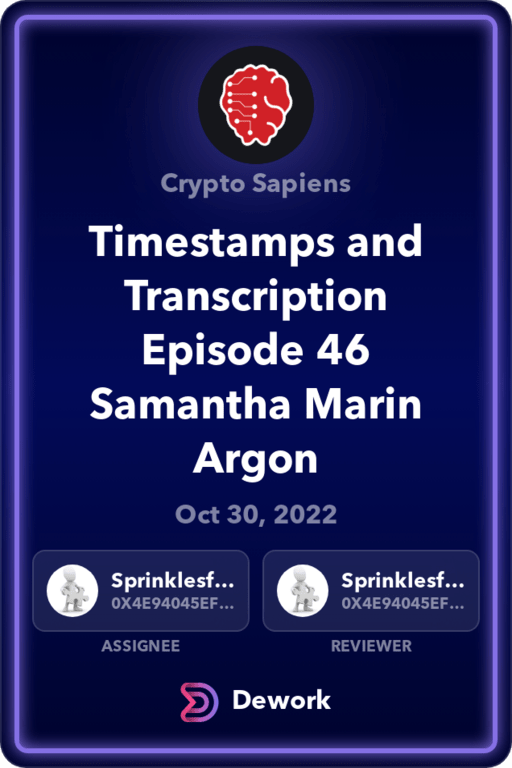 Crypto Sapiens
Timestamps and
Transcription
Episode 46
Samantha Marin
Argon
Oct 30, 2022
Sprinklesf... Sprinklesf...
0X4E94045EF... 0X4E94045EF...
ASSIGNEE REVIEWER
Dework